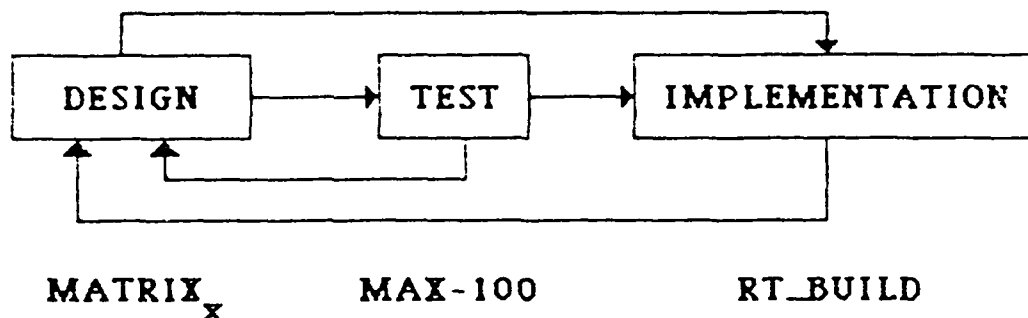 DESIGN TEST IMPLEMENTATION
MATRIXₓ MAX-100 RT_BUILD